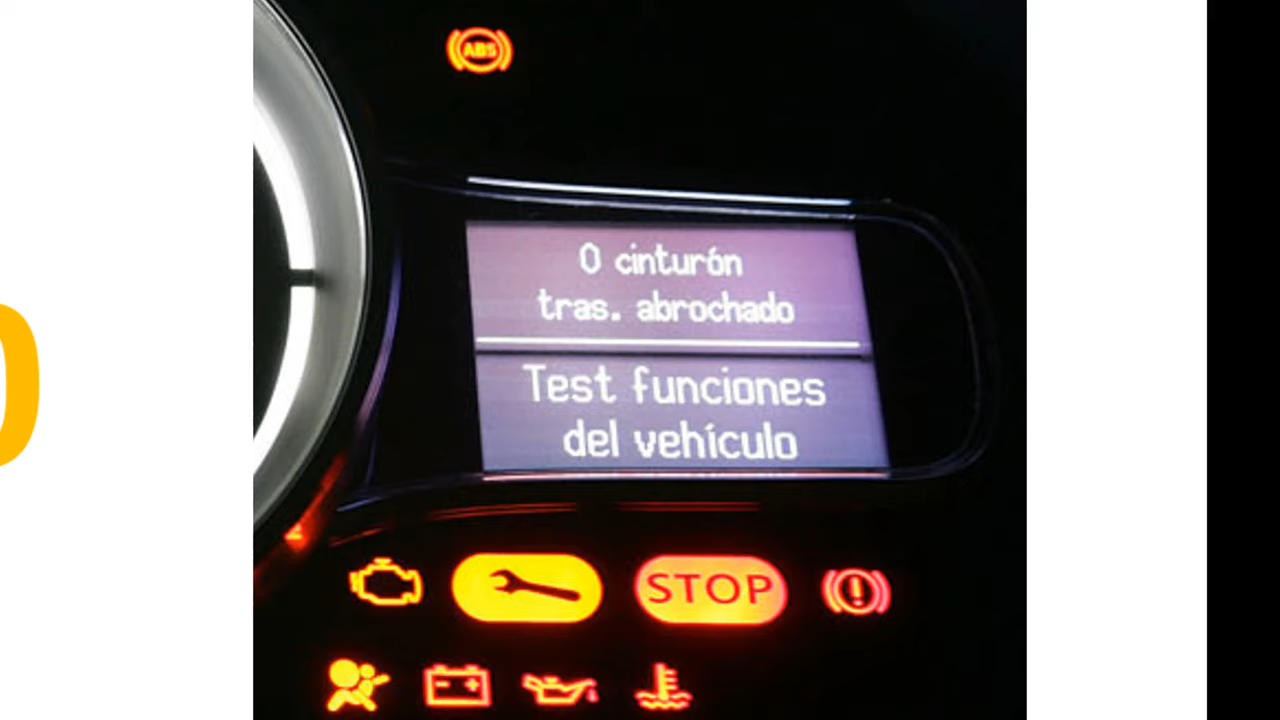 ABS
0 cinturón
tras. abrochado
Test funciones
del vehículo
STOP